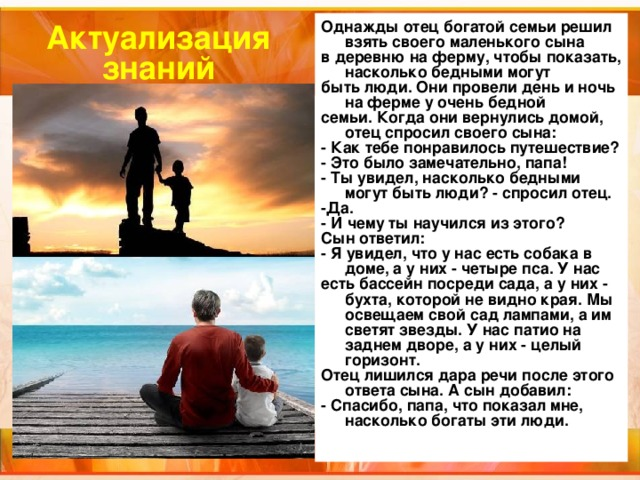 Актуализация
знаний
Однажды отец богатой семьи решил
взять своего маленького сына
в деревню на ферму, чтобы показать,
насколько бедными могут
быть люди. Они провели день и ночь
на ферме у очень бедной
семьи. Когда они вернулись домой,
отец спросил своего сына:
- Как тебе понравилось путешествие?
- Это было замечательно, папа!
- Ты увидел, насколько бедными
могут быть люди? - спросил отец.
-Да.
- И чему ты научился из этого?
Сын ответил:
- Я увидел, что у нас есть собака в
доме, а у них - четыре пса. У нас
есть бассейн посреди сада, а у них -
бухта, которой не видно края. Мы
освещаем свой сад лампами, а им
светят звезды. У нас патио на
заднем дворе, а у них - целый
горизонт.
Отец лишился дара речи после этого
ответа сына. А сын добавил:
- Спасибо, папа, что показал мне,
насколько богаты эти люди.